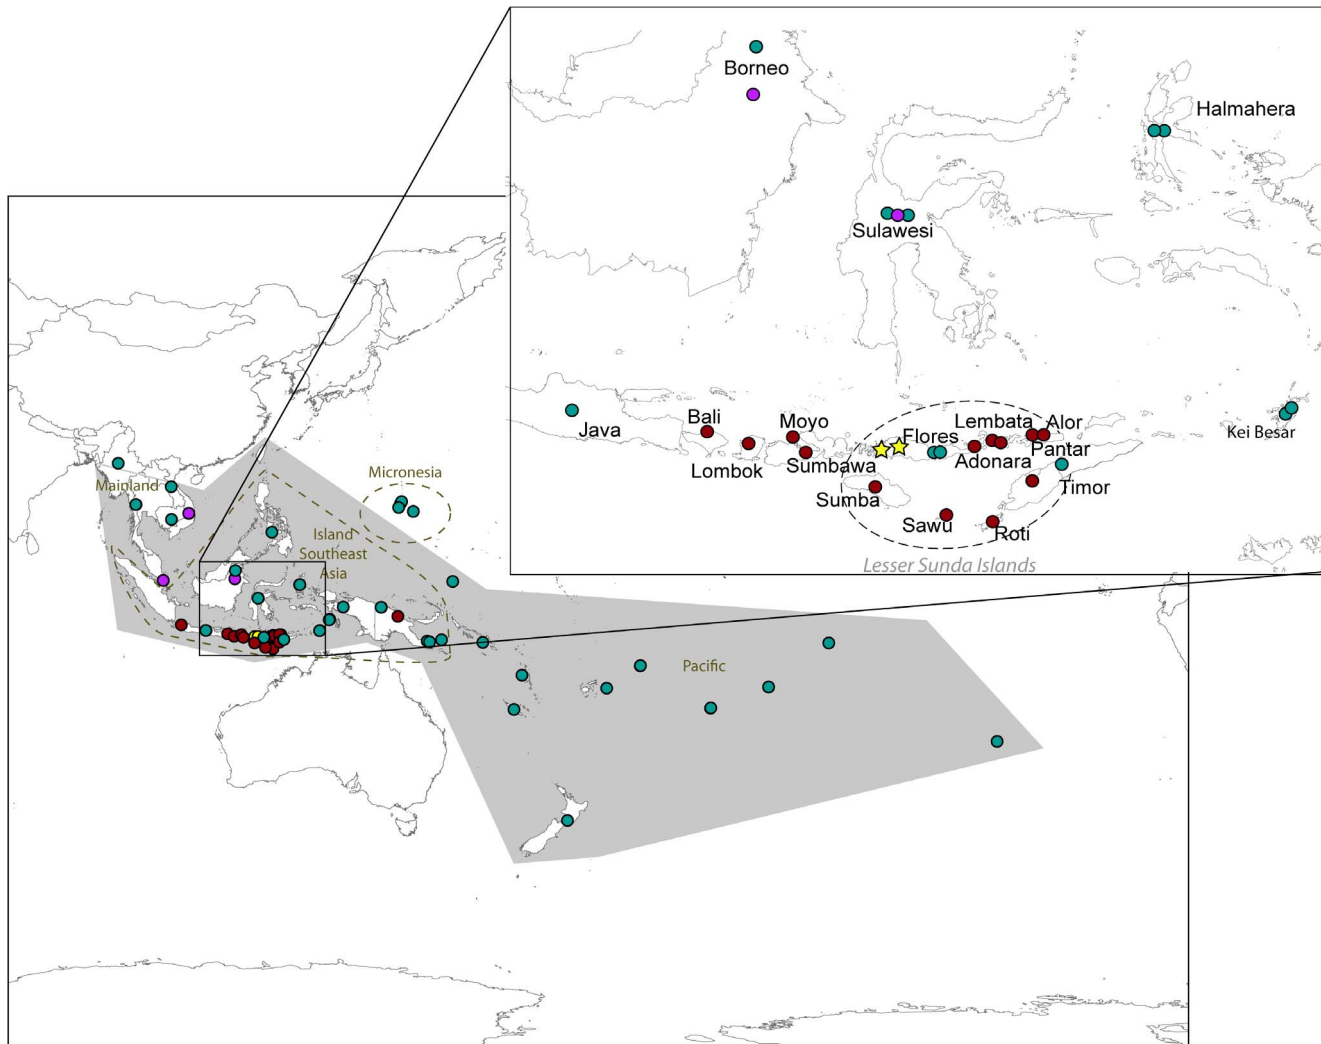 Borneo
Halmahera
Sulawesi
Java
Bali
Lombok
Moyo
Sumbawa
Flores
Lembata
Alor
Adonara
Pantar
Timor
Sumba
Sawu
Roti
Kei Besar
Lesser Sunda Islands
Micronesia
Mainland
Island
Southeast
Asia
Pacific